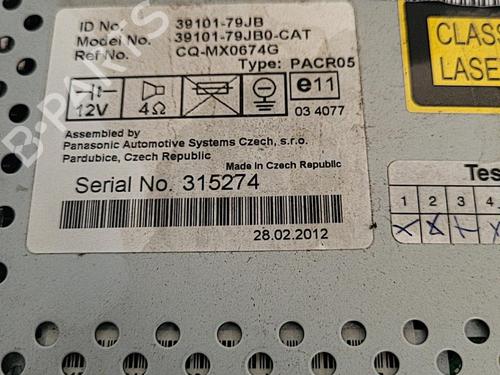 ID No. 39101-79JB
Model No. 39101-79JB0-CAT
Ref No. CQ-MX0674G
Type: PACR05
12V 4Ω e11
03 4077
Assembled by
Panasonic Automotive Systems Czech, s.r.o.
Pardubice, Czech Republic
Made in Czech Republic
Serial No. 315274
28.02.2012
CLASS
LASER
Tes
1 2 3 4
B-PARTS